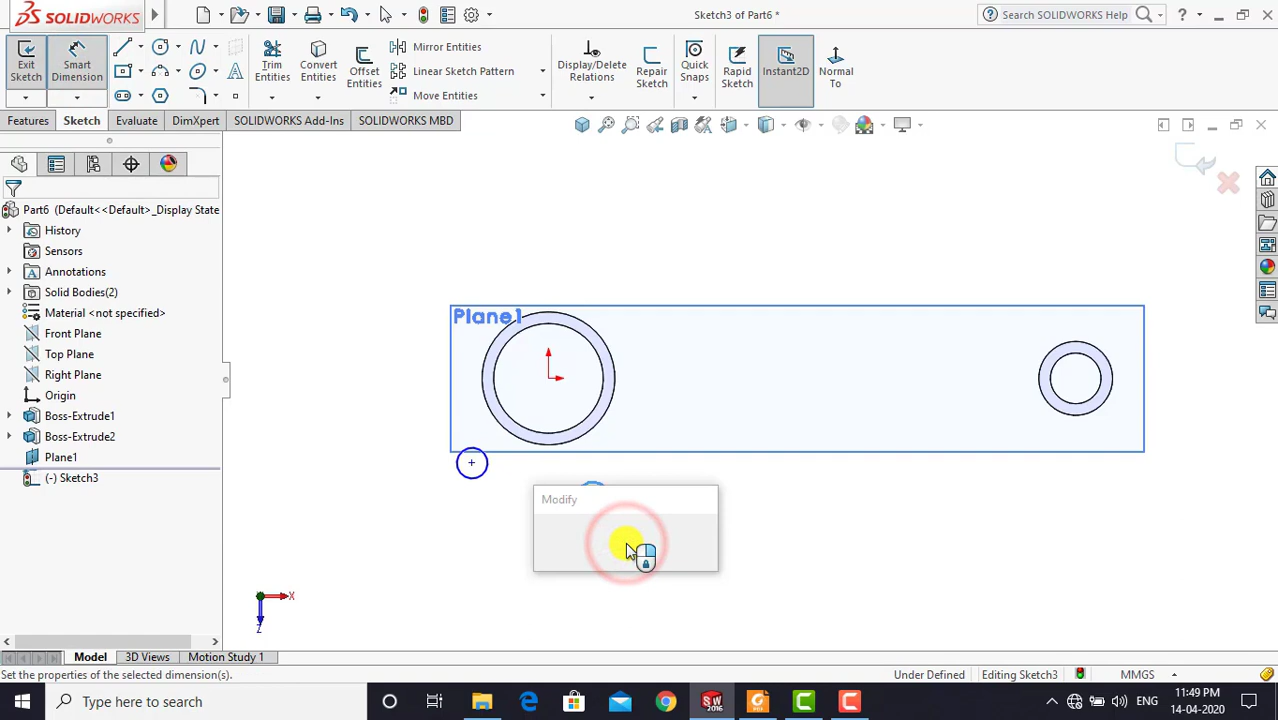 SOLIDWORKS
Sketch3 of Part6 *
Search SOLIDWORKS Help
Exit Sketch
Smart Dimension
Trim Entities
Convert Entities
Offset Entities
Mirror Entities
Linear Sketch Pattern
Move Entities
Display/Delete Relations
Repair Sketch
Quick Snaps
Rapid Sketch
Instant2D
Normal To
Features
Sketch
Evaluate
DimXpert
SOLIDWORKS Add-Ins
SOLIDWORKS MBD
Part6 (Default<<Default>_Display State
History
Sensors
Annotations
Solid Bodies(2)
Material <not specified>
Front Plane
Top Plane
Right Plane
Origin
Boss-Extrude1
Boss-Extrude2
Plane1
(-) Sketch3
Plane1
Modify
X
Z
Model
3D Views
Motion Study 1
Set the properties of the selected dimension(s).
Under Defined
Editing Sketch3
MMGS
Type here to search
SW
2016
ENG
11:49 PM
14-04-2020